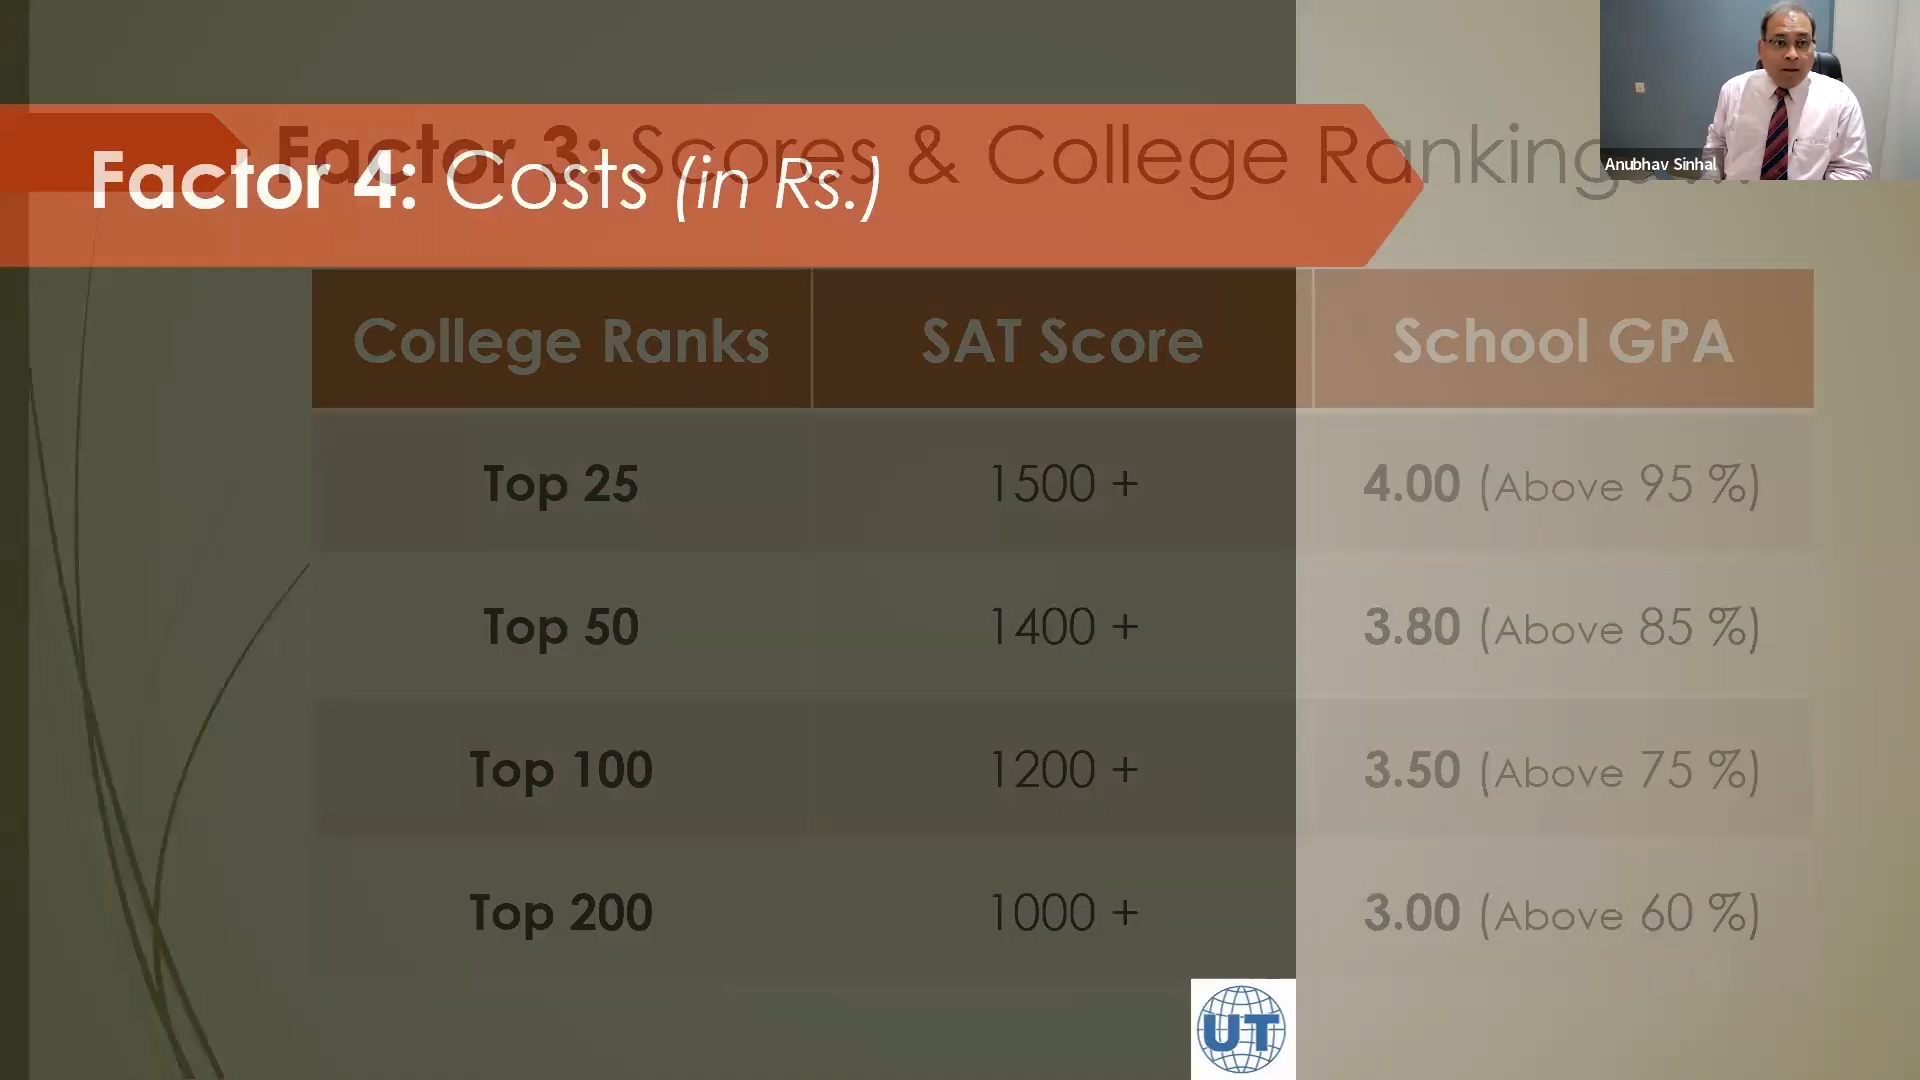 Factor 3: Scores & College Rankings
Factor 4: Costs (in Rs.)
Anubhav Sinhal
College Ranks SAT Score School GPA
Top 25 1500 + 4.00 (Above 95 %)
Top 50 1400 + 3.80 (Above 85 %)
Top 100 1200 + 3.50 (Above 75 %)
Top 200 1000 + 3.00 (Above 60 %)
UT